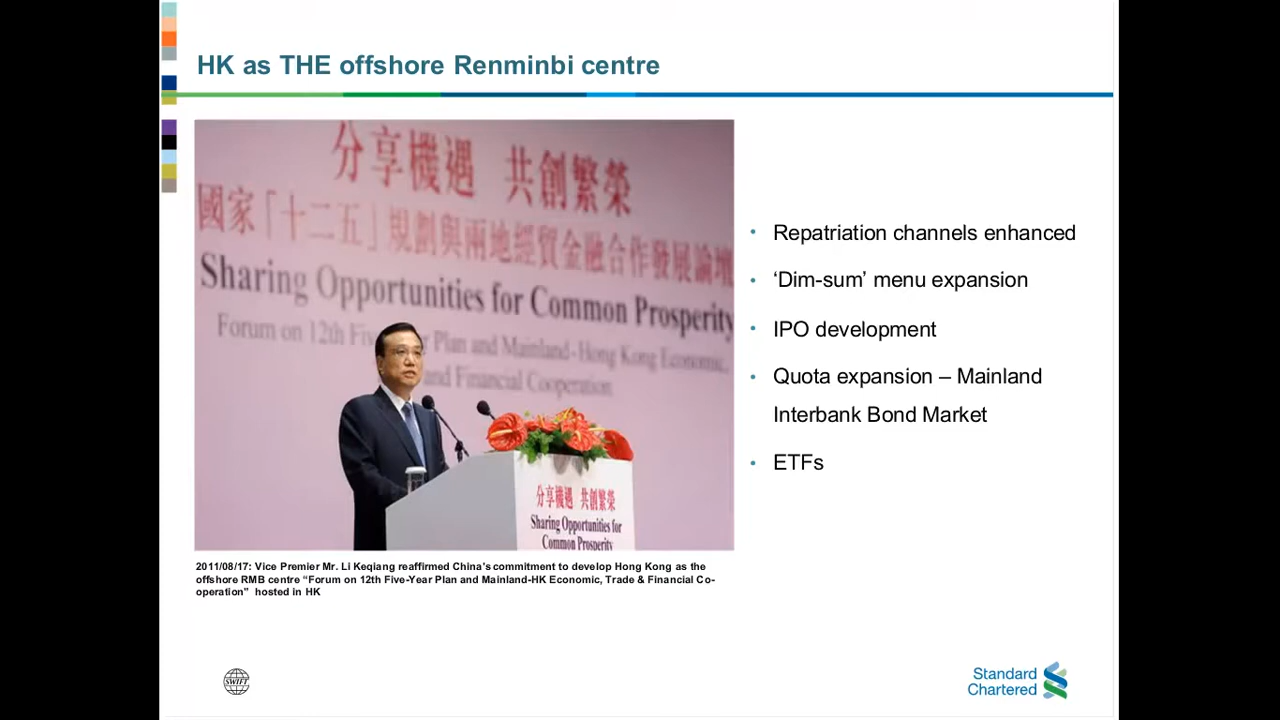 HK as THE offshore Renminbi centre
分享機遇 共創繁榮
國家「十二五」規劃與兩地經貿金融合作發展論壇
Sharing Opportunities for Common Prosperity
Forum on 12th Five-Year Plan and Mainland-Hong Kong Economic,
and Financial Cooperation
分享機遇 共創繁榮
Sharing Opportunities for
Common Prosperity
• Repatriation channels enhanced
• ‘Dim-sum’ menu expansion
• IPO development
• Quota expansion – Mainland
Interbank Bond Market
• ETFs
2011/08/17: Vice Premier Mr. Li Keqiang reaffirmed China's commitment to develop Hong Kong as the
offshore RMB centre “Forum on 12th Five-Year Plan and Mainland-HK Economic, Trade & Financial Co-
operation” hosted in HK
SWIFT
Standard
Chartered